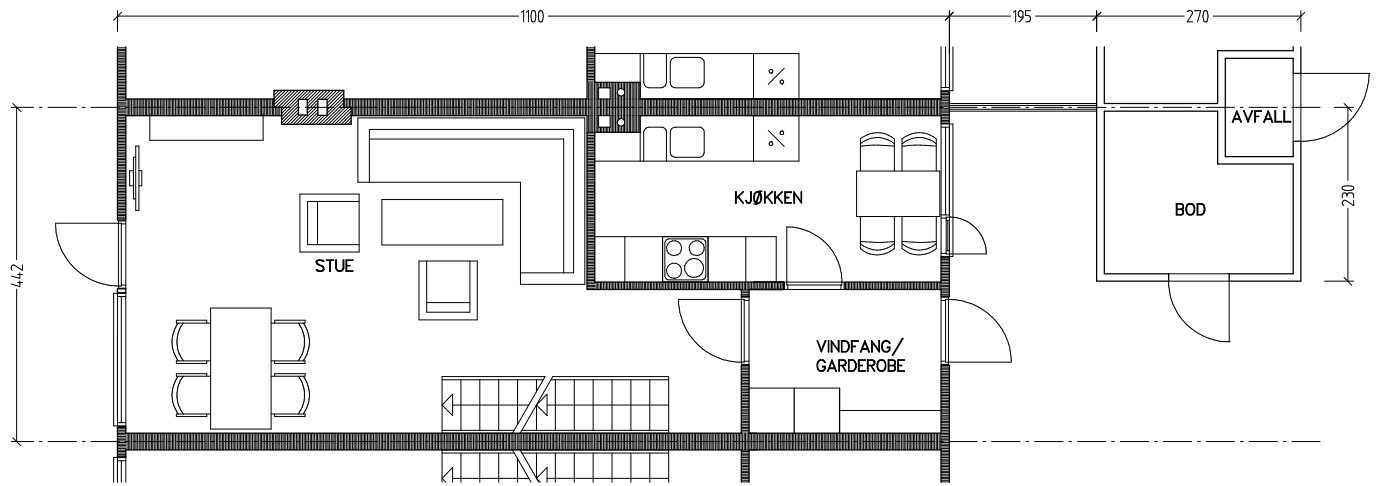 1100
195
270
AVFALL
KJØKKEN
230
BOD
442
STUE
VINDFANG/
GARDEROBE